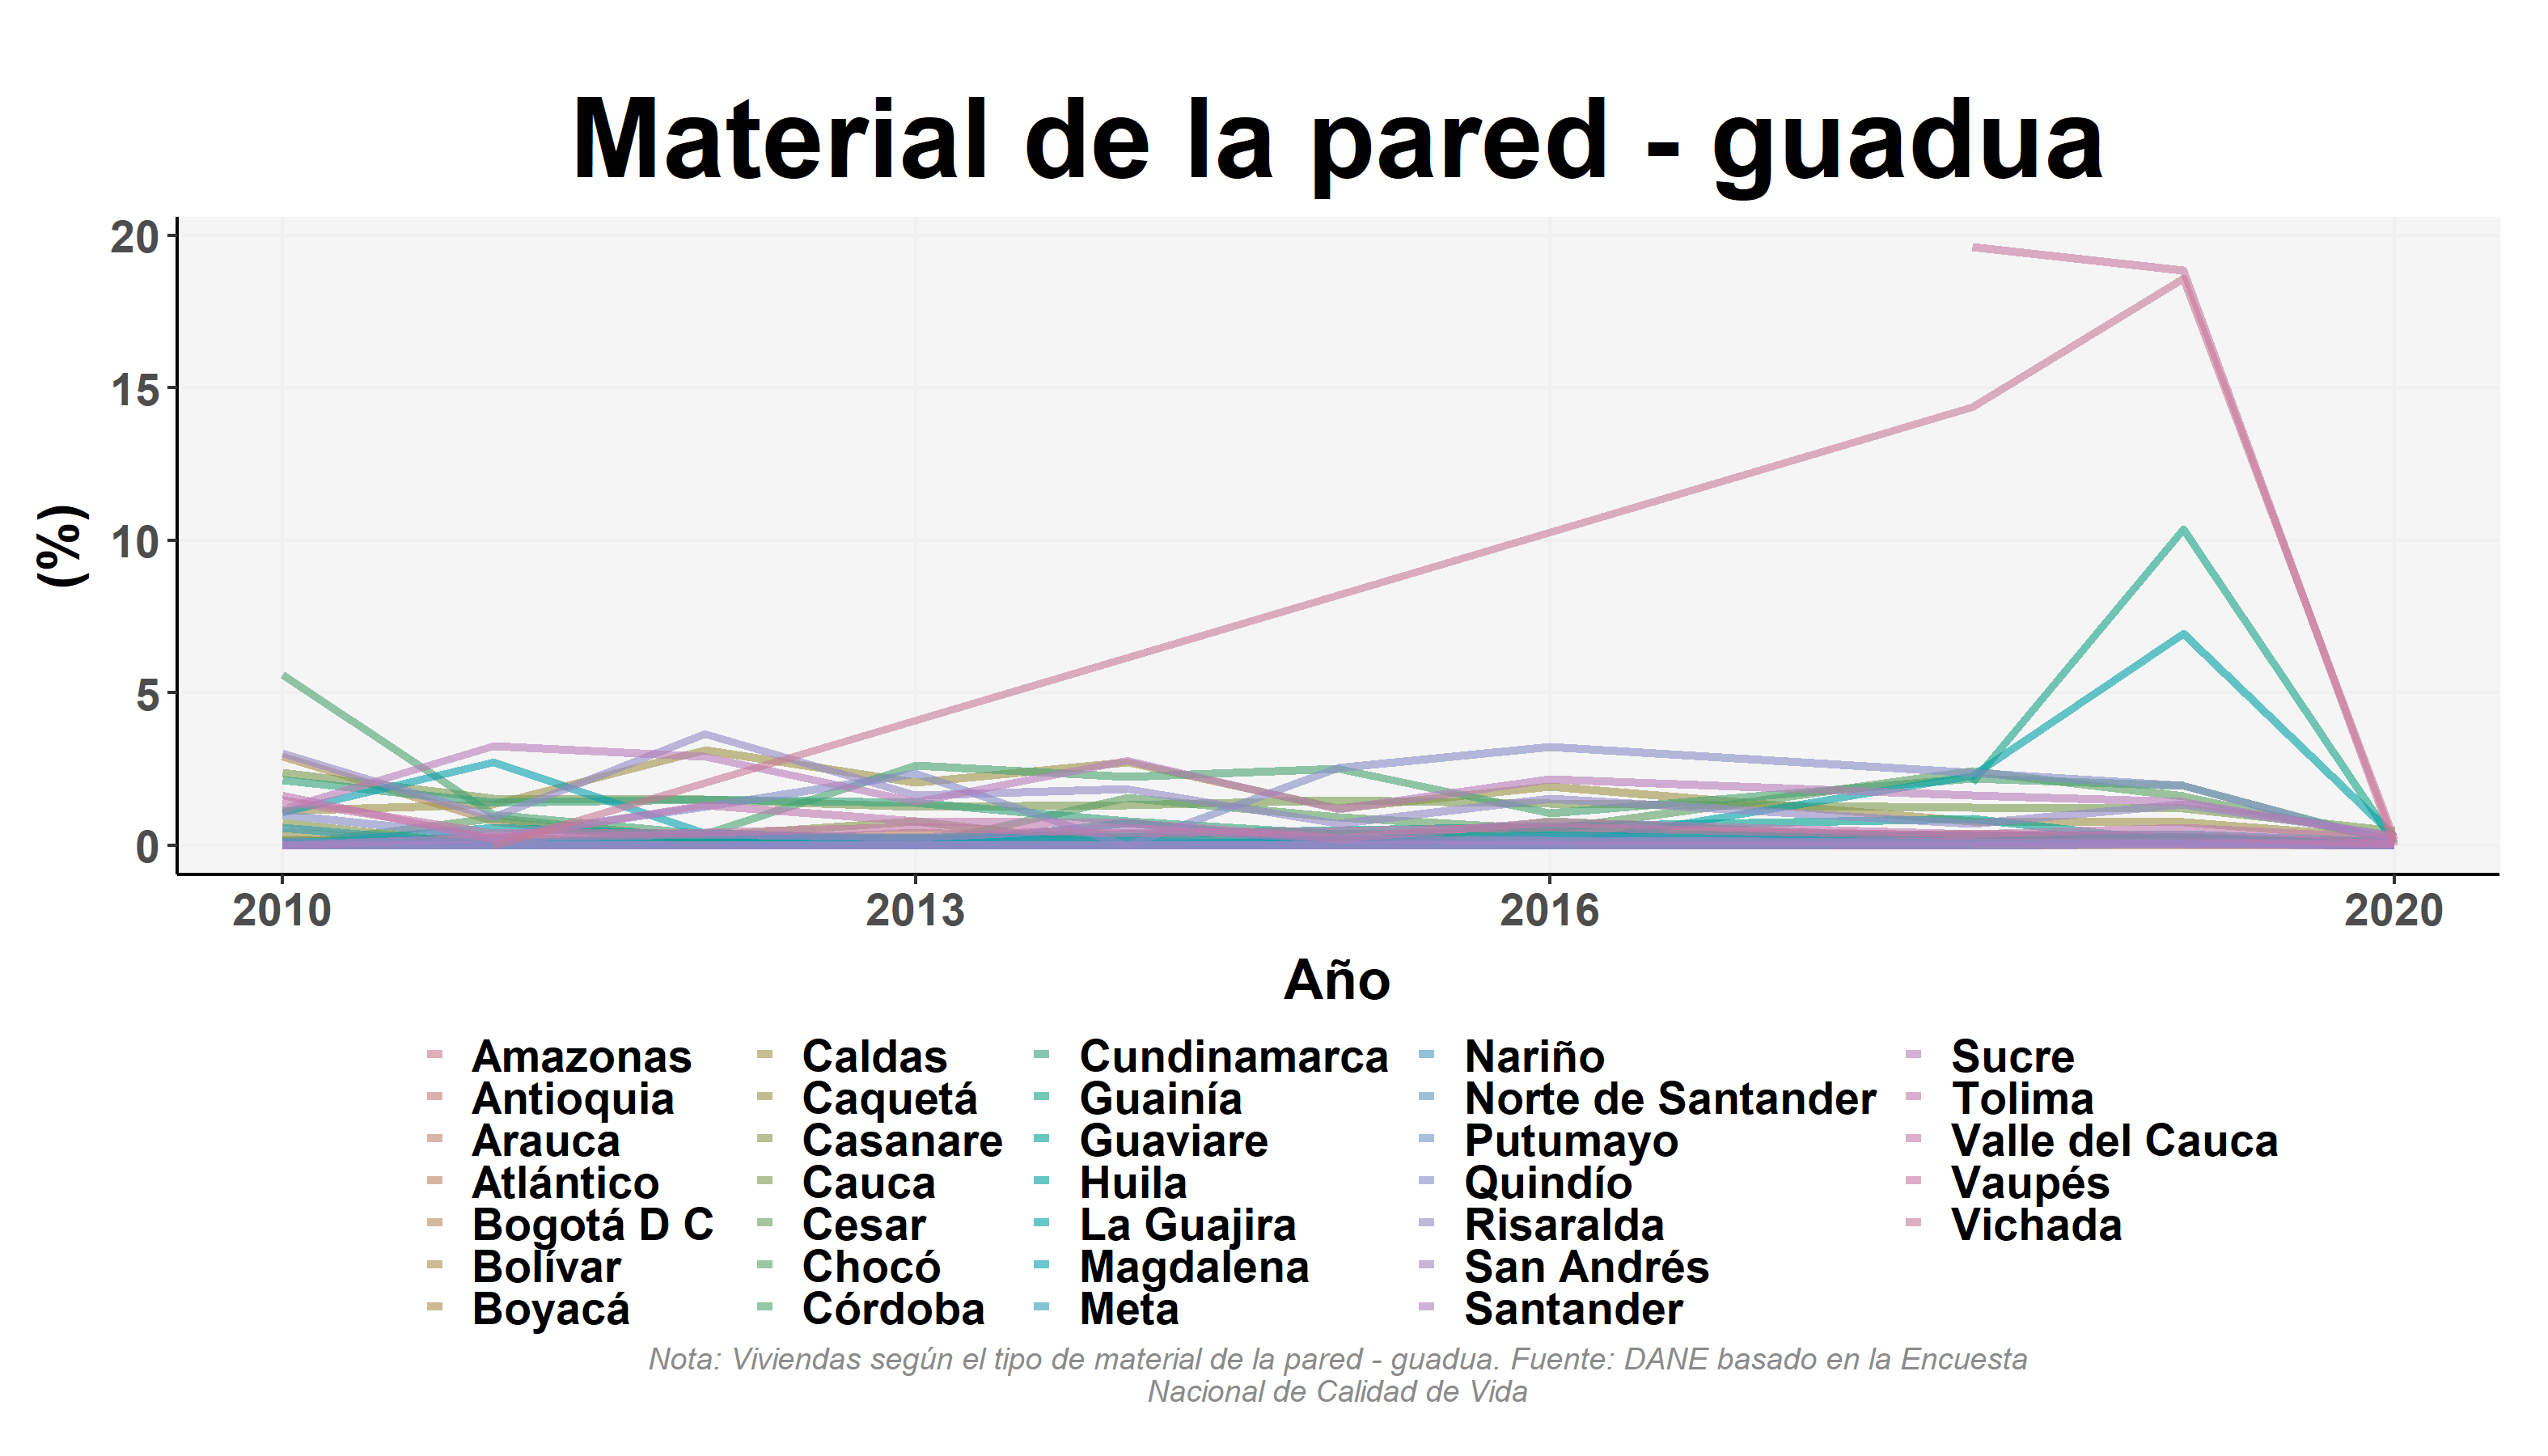 Material de la pared - guadua
20
15
10
5
0
(%)
2010 2013 2016 2020
Año
Amazonas
Antioquia
Arauca
Atlántico
Bogotá D C
Bolívar
Boyacá
Caldas
Caquetá
Casanare
Cauca
Cesar
Chocó
Córdoba
Cundinamarca
Guainía
Guaviare
Huila
La Guajira
Magdalena
Meta
Nariño
Norte de Santander
Putumayo
Quindío
Risaralda
San Andrés
Santander
Sucre
Tolima
Valle del Cauca
Vaupés
Vichada
Nota: Viviendas según el tipo de material de la pared - guadua. Fuente: DANE basado en la Encuesta
Nacional de Calidad de Vida